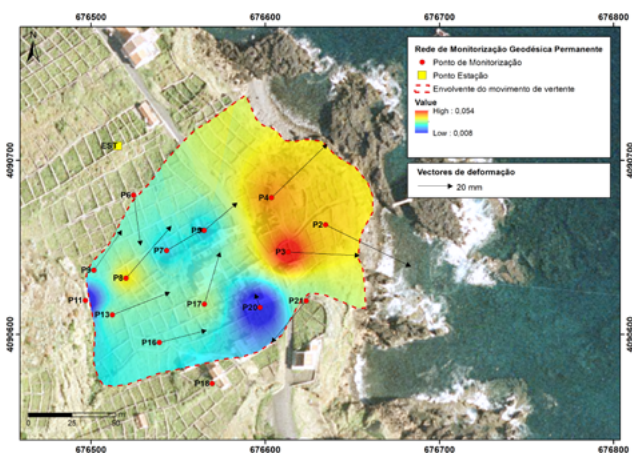 676500 676600 676700 676800
N
Rede de Monitorização Geodésica Permanente
Ponto de Monitorização
Ponto Estação
Envolvente do movimento de vertente
Value
High : 0,054
Low : 0,008
Vectores de deformação
20 mm
4090700 4090700
EST
P6
P4
P2
P5
P7
P3
P9
P8
P11
P13
P17
P20
P21
4090600 4090600
P16
P18
0 25 50
676500 676600 676700 676800